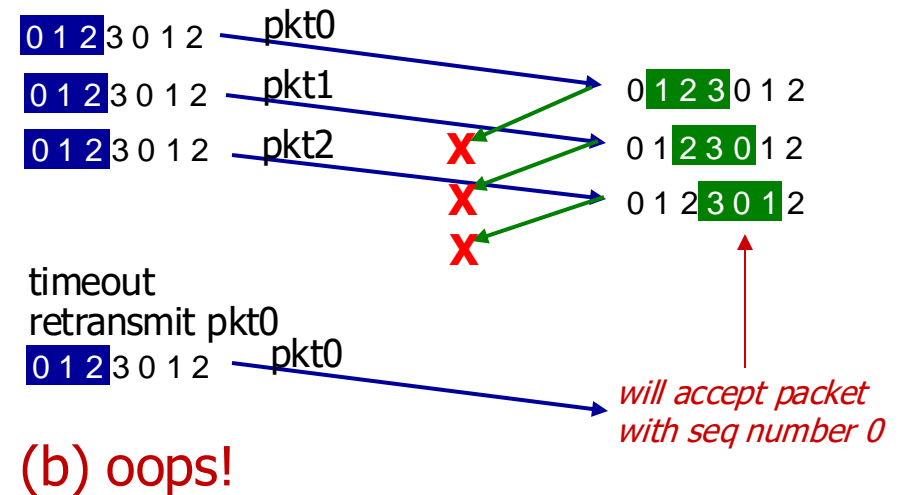 0 1 2 3 0 1 2 pkt0
0 1 2 3 0 1 2
0 1 2 3 0 1 2 pkt1
X 0 1 2 3 0 1 2
0 1 2 3 0 1 2 pkt2
X 0 1 2 3 0 1 2
X
timeout
retransmit pkt0
0 1 2 3 0 1 2 pkt0
will accept packet
with seq number 0
(b) oops!